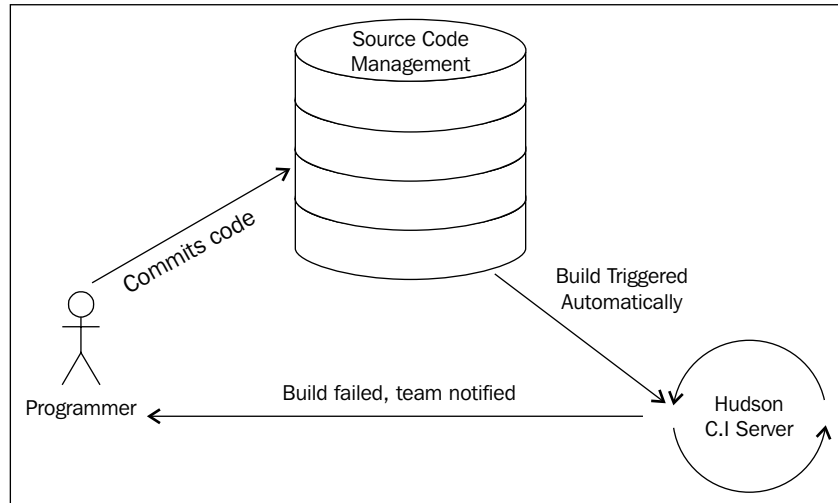 Source Code
Management
Commits code
Build Triggered
Automatically
Programmer
Build failed, team notified
Hudson
C.I Server